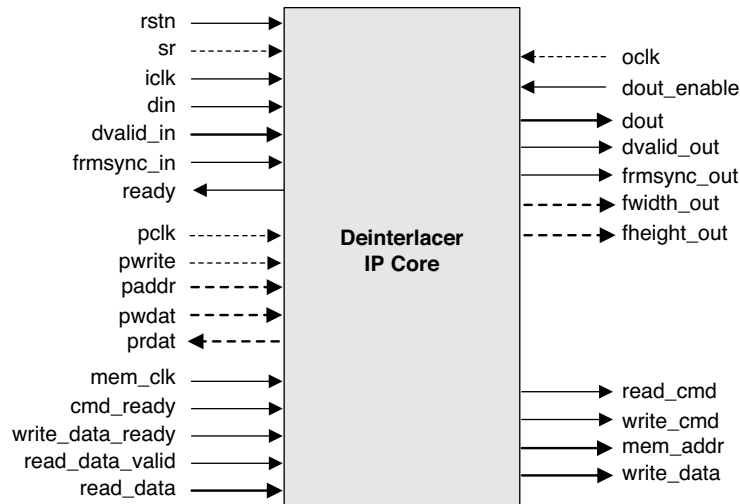 rstn
sr
iclk
din
dvalid_in
frmsync_in
ready
pclk
pwrite
paddr
pwdat
prdat
mem_clk
cmd_ready
write_data_ready
read_data_valid
read_data
Deinterlacer
IP Core
oclk
dout_enable
dout
dvalid_out
frmsync_out
fwidth_out
fheight_out
read_cmd
write_cmd
mem_addr
write_data